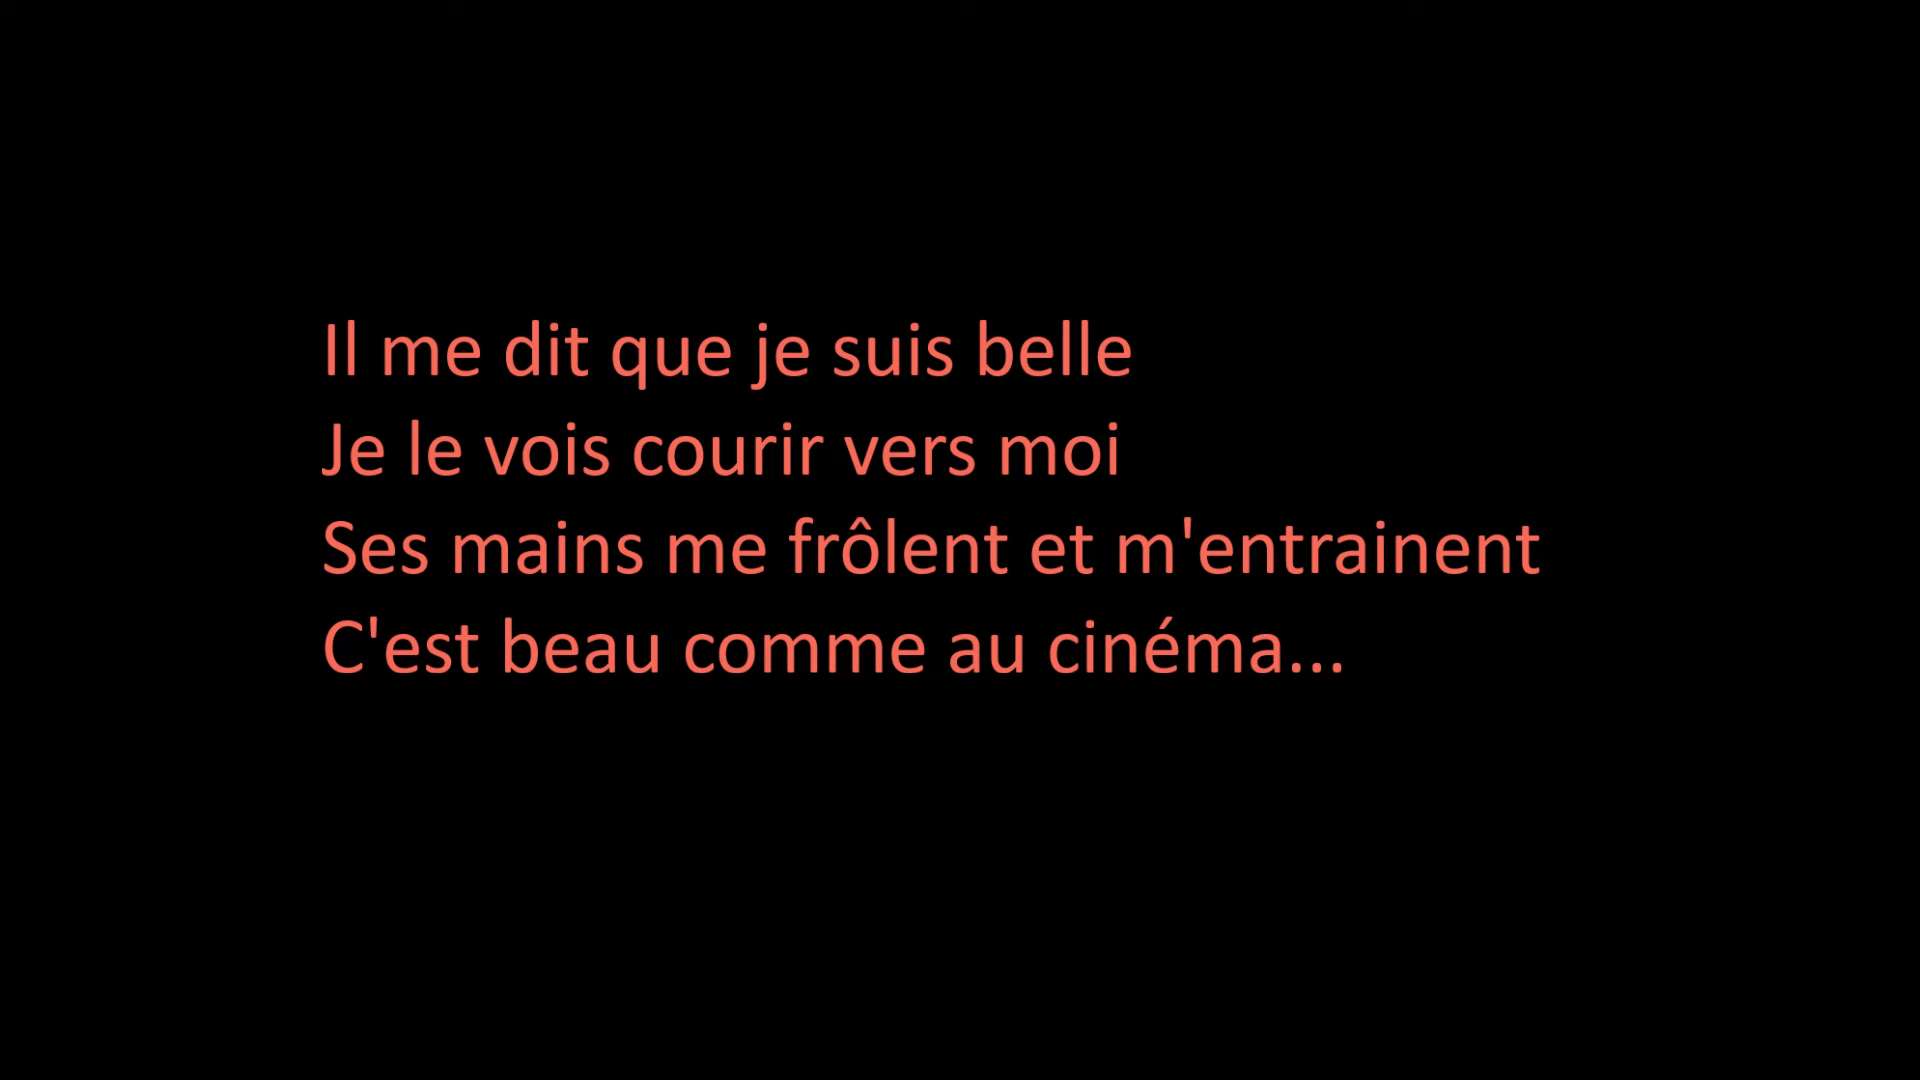 Il me dit que je suis belle
Je le vois courir vers moi
Ses mains me frôlent et m'entrainent
C'est beau comme au cinéma...